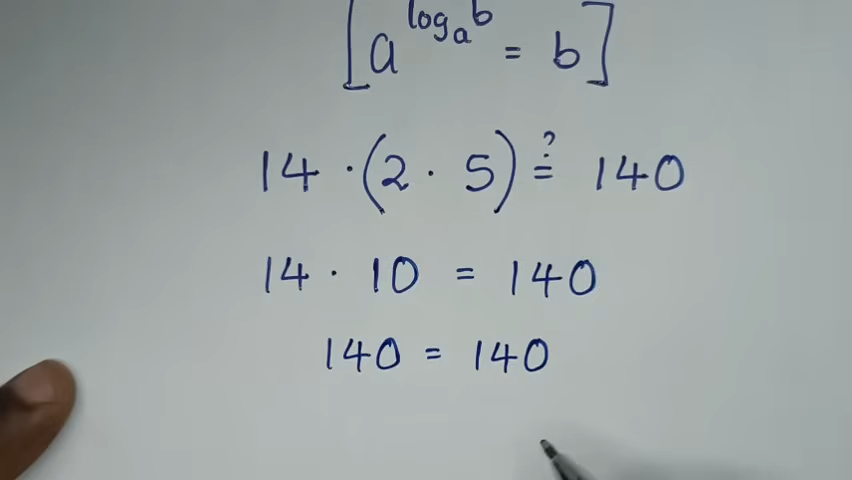 [a^{log_a b} = b]
14 · (2 · 5) ≟ 140
14 · 10 = 140
140 = 140